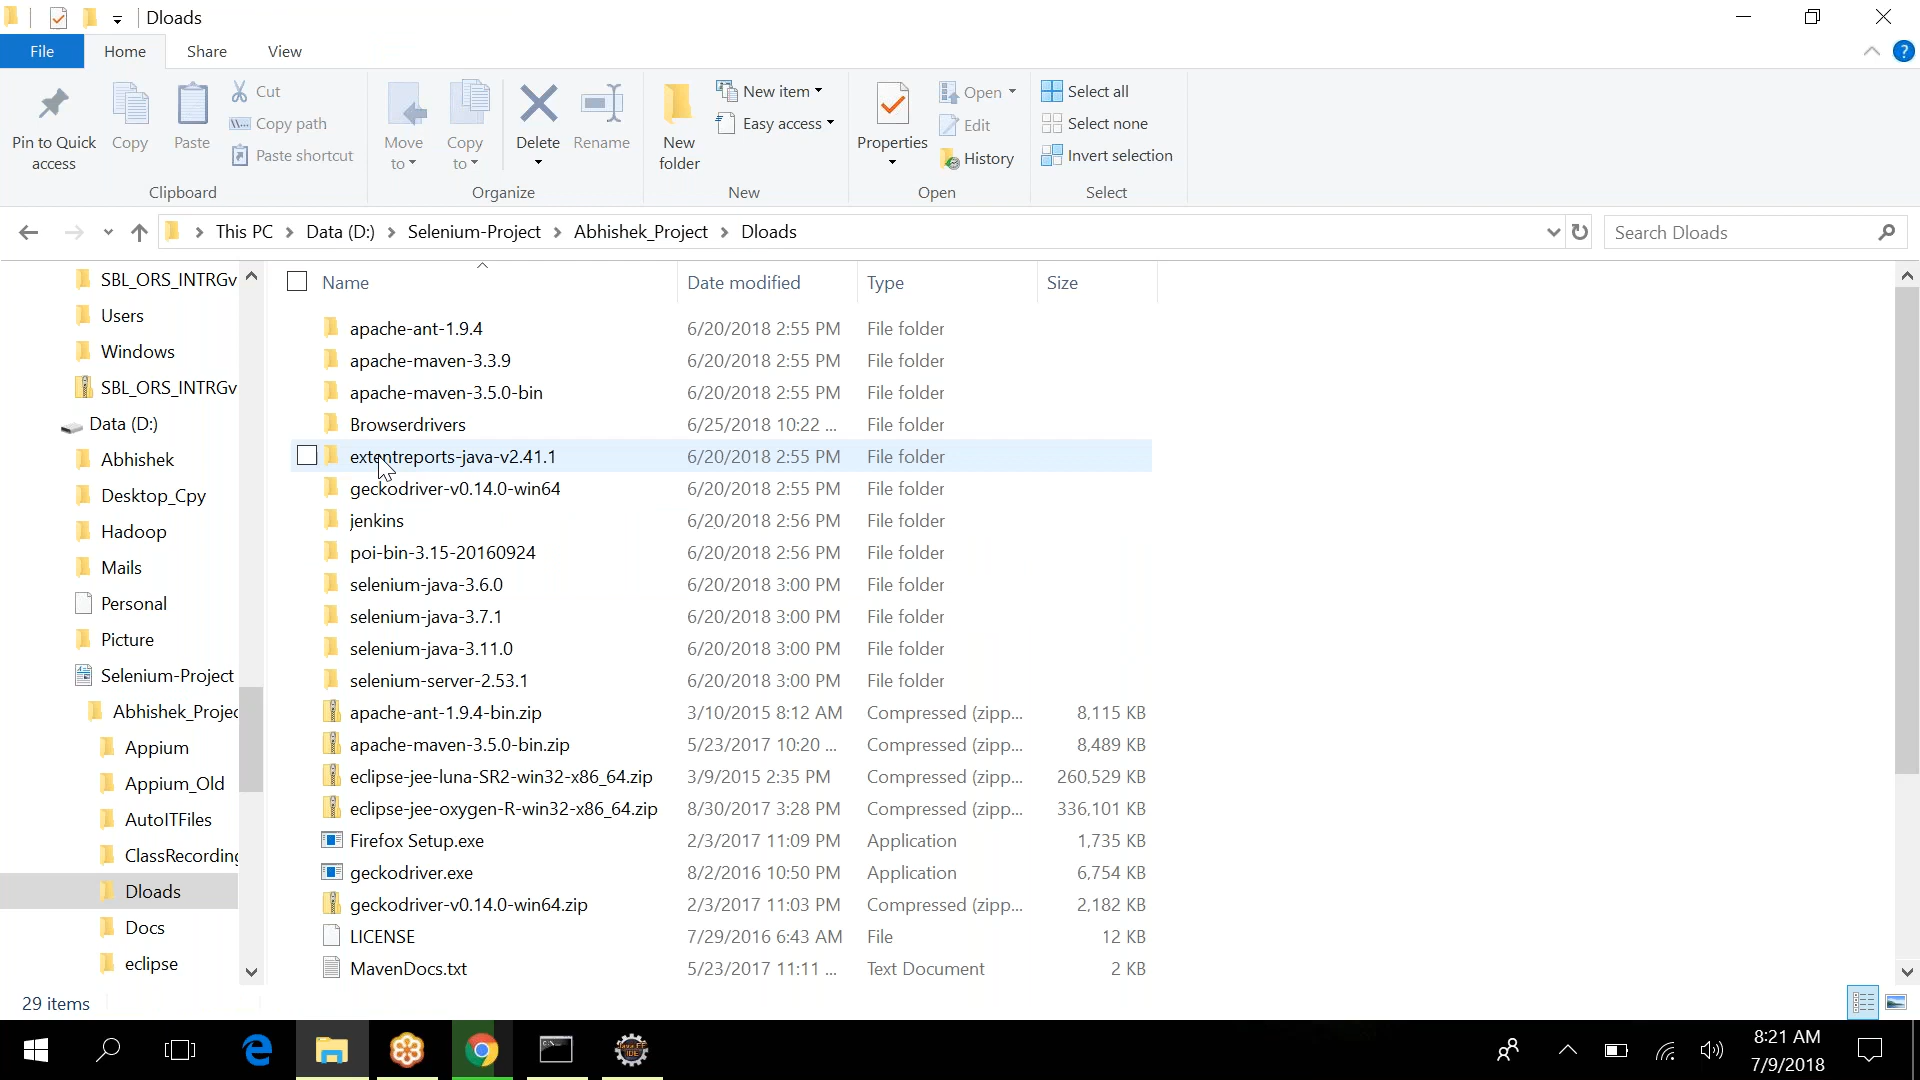 Dloads
File Home Share View
Pin to Quick access
Copy
Paste
Cut
Copy path
Paste shortcut
Clipboard
Move to
Copy to
Delete
Rename
Organize
New folder
New item
Easy access
New
Properties
Open
Edit
History
Open
Select all
Select none
Invert selection
Select
This PC > Data (D:) > Selenium-Project > Abhishek_Project > Dloads
Search Dloads
SBL_ORS_INTRGv
Users
Windows
SBL_ORS_INTRGv
Data (D:)
Abhishek
Desktop_Cpy
Hadoop
Mails
Personal
Picture
Selenium-Project
Abhishek_Projec
Appium
Appium_Old
AutoITFiles
ClassRecording
Dloads
Docs
eclipse
Name Date modified Type Size
apache-ant-1.9.4 6/20/2018 2:55 PM File folder
apache-maven-3.3.9 6/20/2018 2:55 PM File folder
apache-maven-3.5.0-bin 6/20/2018 2:55 PM File folder
Browserdrivers 6/25/2018 10:22 ... File folder
extentreports-java-v2.41.1 6/20/2018 2:55 PM File folder
geckodriver-v0.14.0-win64 6/20/2018 2:55 PM File folder
jenkins 6/20/2018 2:56 PM File folder
poi-bin-3.15-20160924 6/20/2018 2:56 PM File folder
selenium-java-3.6.0 6/20/2018 3:00 PM File folder
selenium-java-3.7.1 6/20/2018 3:00 PM File folder
selenium-java-3.11.0 6/20/2018 3:00 PM File folder
selenium-server-2.53.1 6/20/2018 3:00 PM File folder
apache-ant-1.9.4-bin.zip 3/10/2015 8:12 AM Compressed (zipp... 8,115 KB
apache-maven-3.5.0-bin.zip 5/23/2017 10:20 ... Compressed (zipp... 8,489 KB
eclipse-jee-luna-SR2-win32-x86_64.zip 3/9/2015 2:35 PM Compressed (zipp... 260,529 KB
eclipse-jee-oxygen-R-win32-x86_64.zip 8/30/2017 3:28 PM Compressed (zipp... 336,101 KB
Firefox Setup.exe 2/3/2017 11:09 PM Application 1,735 KB
geckodriver.exe 8/2/2016 10:50 PM Application 6,754 KB
geckodriver-v0.14.0-win64.zip 2/3/2017 11:03 PM Compressed (zipp... 2,182 KB
LICENSE 7/29/2016 6:43 AM File 12 KB
MavenDocs.txt 5/23/2017 11:11 ... Text Document 2 KB
29 items
8:21 AM
7/9/2018